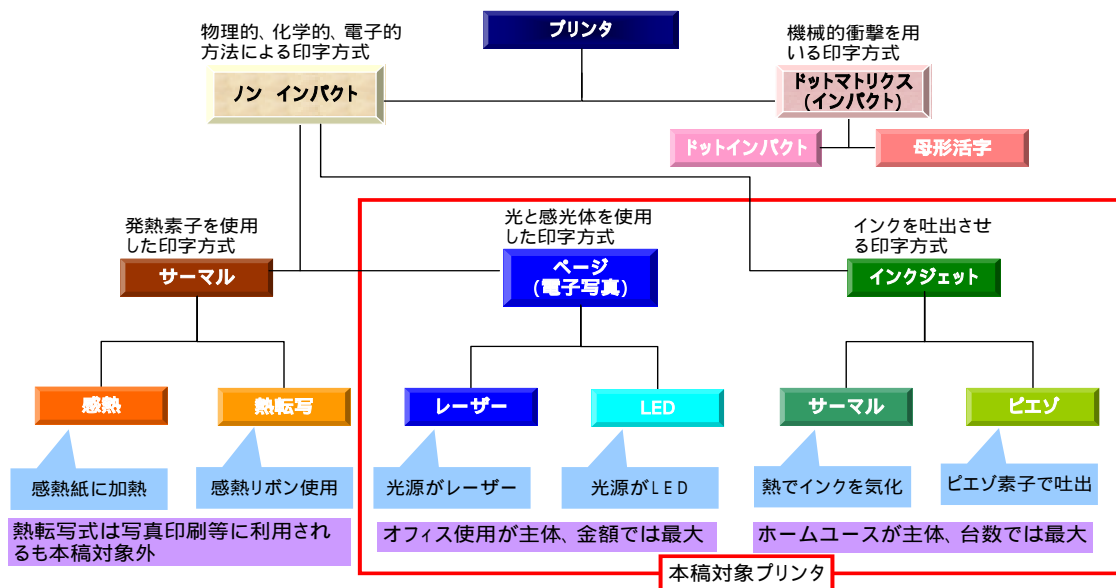 プリンタ
物理的、化学的、電子的
方法による印字方式
機械的衝撃を用
いる印字方式
ノン インパクト
ドットマトリクス
(インパクト)
ドットインパクト
母形活字
発熱素子を使用
した印字方式
光と感光体を使用
した印字方式
インクを吐出させ
る印字方式
サーマル
ページ
(電子写真)
インクジェット
感熱
熱転写
レーザー
LED
サーマル
ピエゾ
感熱紙に加熱
感熱リボン使用
光源がレーザー
光源がLED
熱でインクを気化
ピエゾ素子で吐出
熱転写式は写真印刷等に利用され
るも本稿対象外
オフィス使用が主体、金額では最大
ホームユースが主体、台数では最大
本稿対象プリンタ